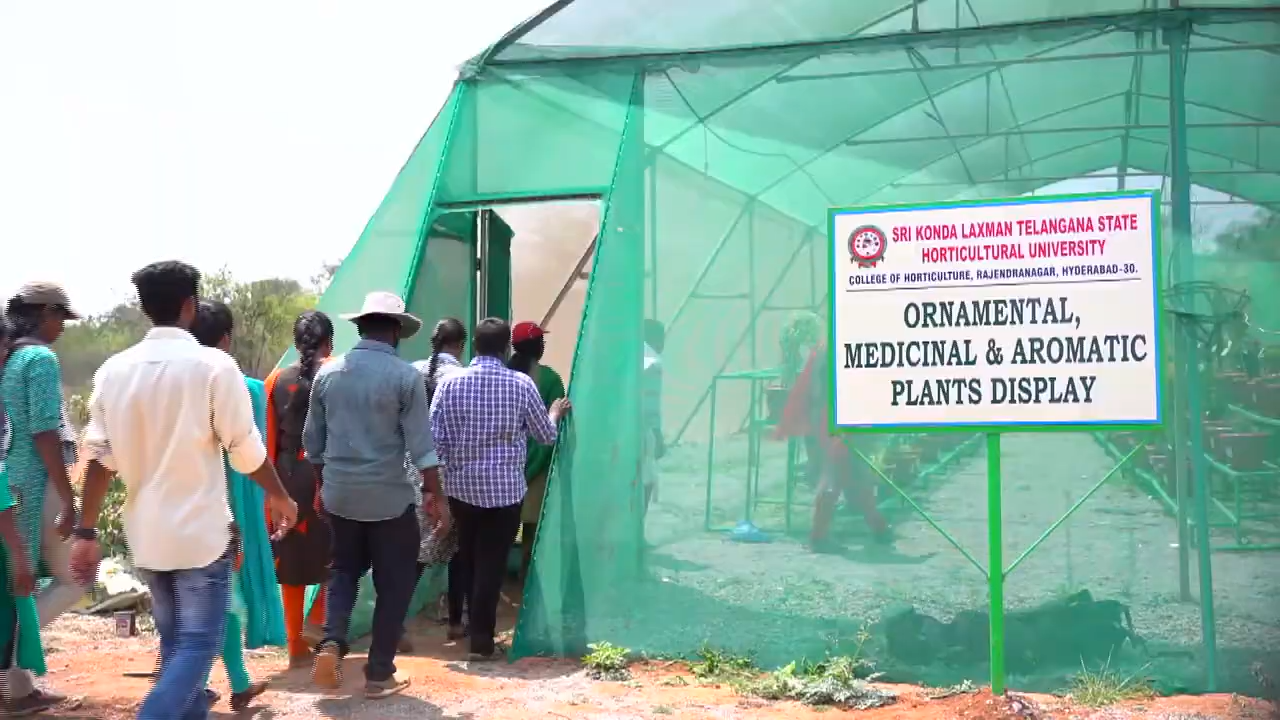 SRI KONDA LAXMAN TELANGANA STATE
HORTICULTURAL UNIVERSITY
COLLEGE OF HORTICULTURE, RAJENDRANAGAR, HYDERABAD-30.
ORNAMENTAL,
MEDICINAL & AROMATIC
PLANTS DISPLAY